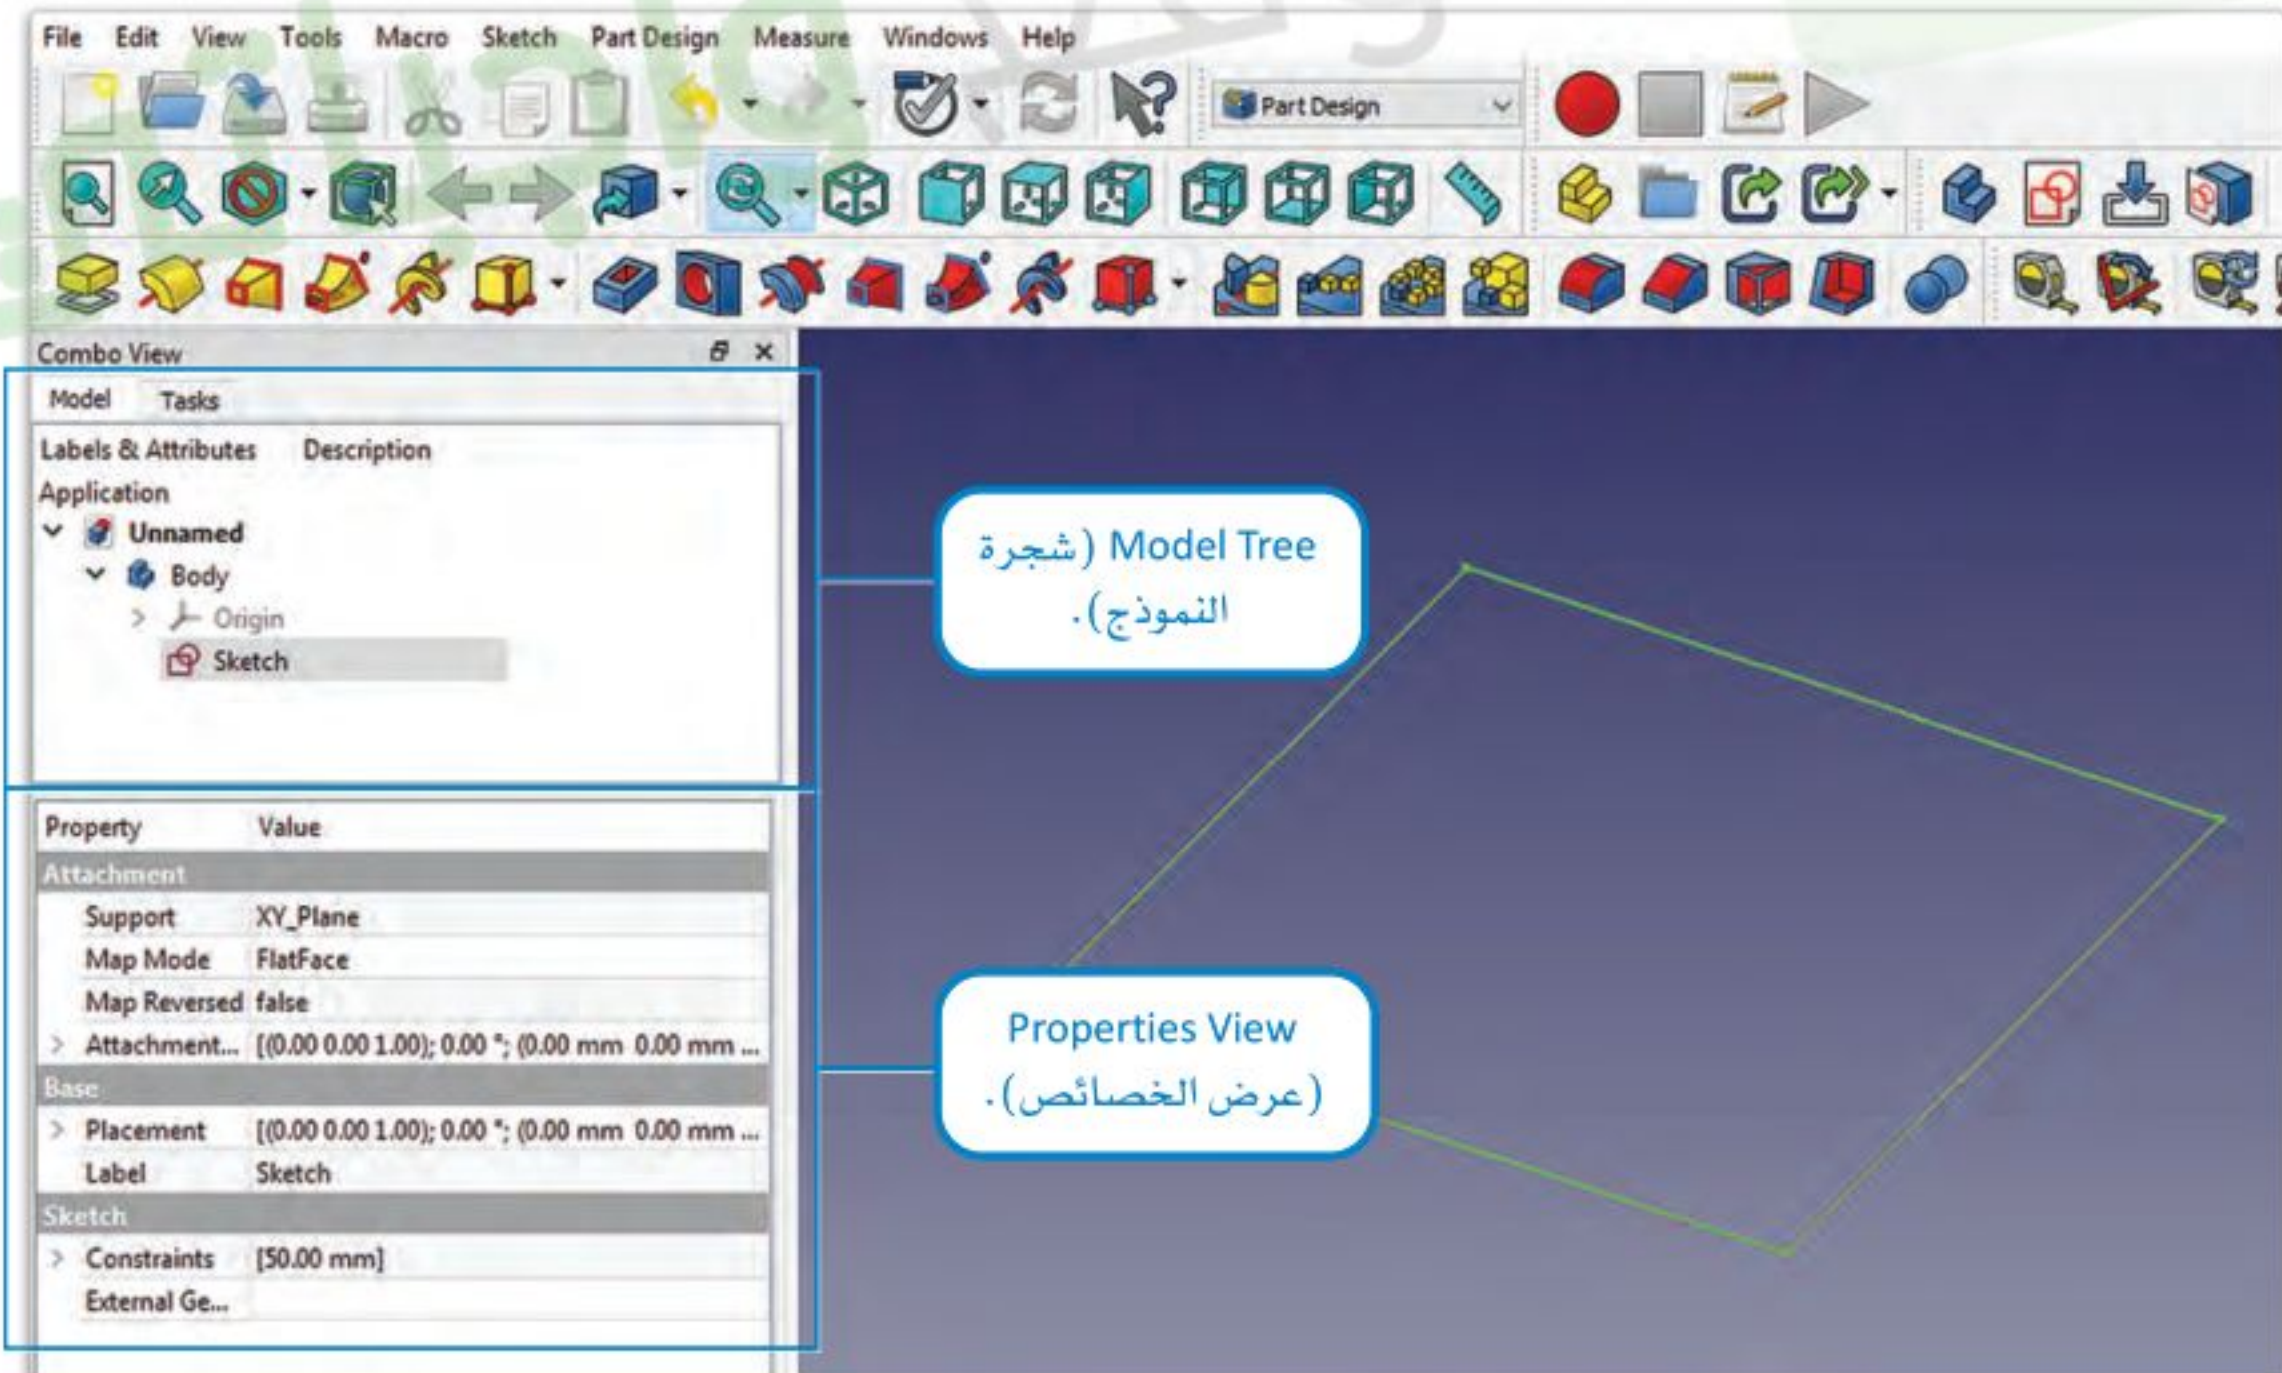 File Edit View Tools Macro Sketch Part Design Measure Windows Help
Part Design
Combo View
Model Tasks
Labels & Attributes Description
Application
Unnamed
Body
Origin
Sketch
Property Value
Attachment
Support XY_Plane
Map Mode FlatFace
Map Reversed false
Attachment... [(0.00 0.00 1.00); 0.00 °; (0.00 mm 0.00 mm ...
Base
Placement [(0.00 0.00 1.00); 0.00 °; (0.00 mm 0.00 mm ...
Label Sketch
Sketch
Constraints [50.00 mm]
External Ge...
Model Tree (شجرة
النموذج).
Properties View
(عرض الخصائص).